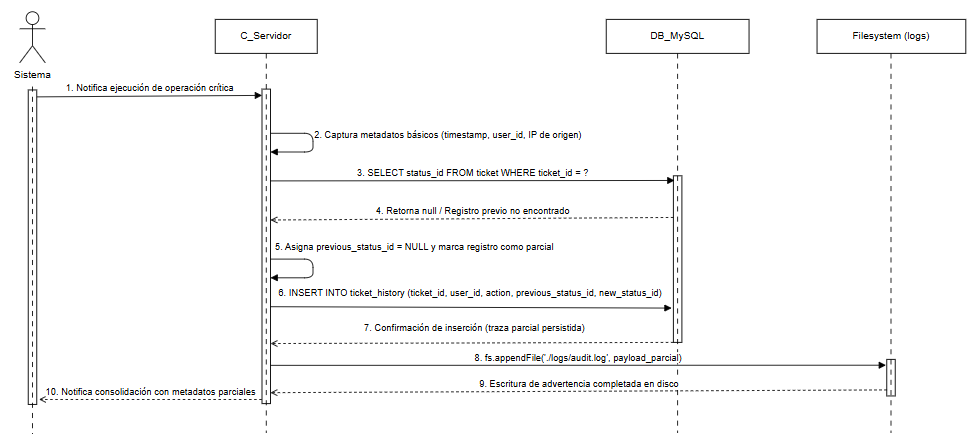 C_Servidor
DB_MySQL
Filesystem (logs)
Sistema
1. Notifica ejecución de operación crítica
2. Captura metadatos básicos (timestamp, user_id, IP de origen)
3. SELECT status_id FROM ticket WHERE ticket_id = ?
4. Retorna null / Registro previo no encontrado
5. Asigna previous_status_id = NULL y marca registro como parcial
6. INSERT INTO ticket_history (ticket_id, user_id, action, previous_status_id, new_status_id)
7. Confirmación de inserción (traza parcial persistida)
8. fs.appendFile('./logs/audit.log', payload_parcial)
9. Escritura de advertencia completada en disco
10. Notifica consolidación con metadatos parciales